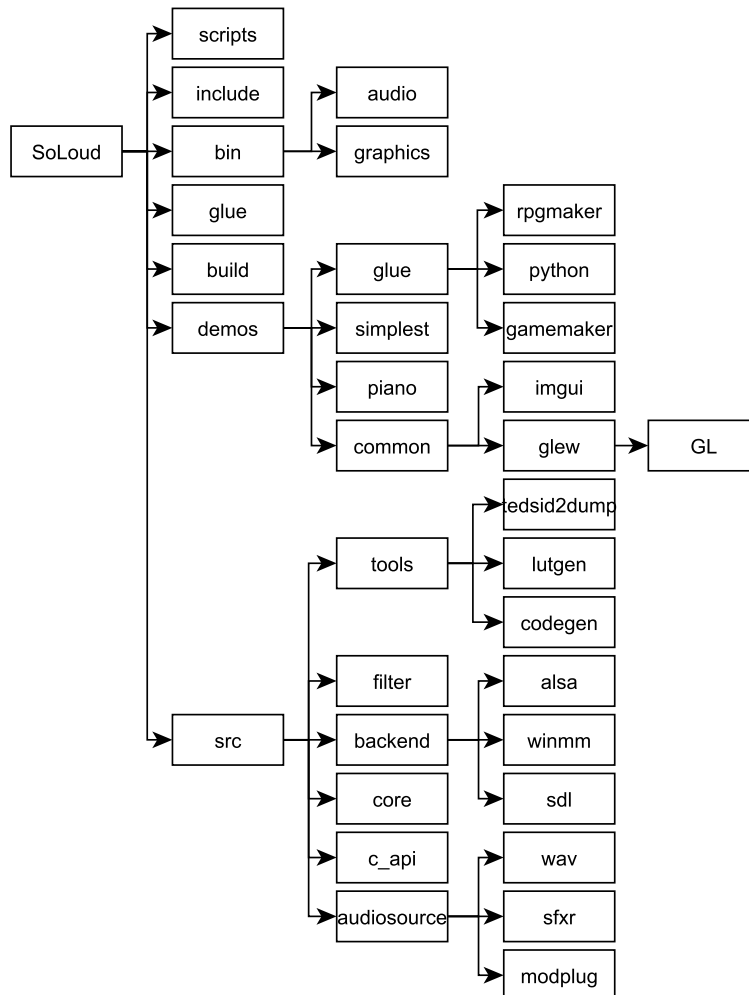 scripts
include
audio
SoLoud
bin
graphics
glue
rpgmaker
build
glue
python
demos
simplest
gamemaker
piano
imgui
common
glew
GL
tedsid2dump
tools
lutgen
codegen
filter
alsa
src
backend
winmm
core
sdl
c_api
wav
audiosource
sfxr
modplug